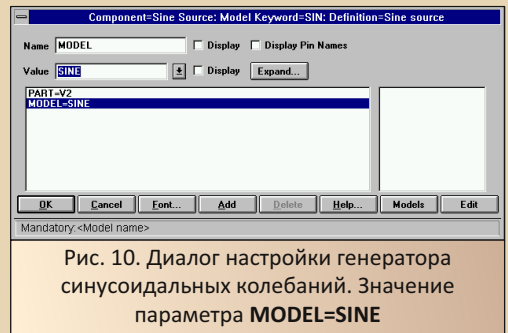 Component=Sine Source: Model Keyword=SIN: Definition=Sine source
Name MODEL Display Display Pin Names
Value SINE Display Expand...
PART=V2
MODEL=SINE
OK Cancel Font... Add Delete Help... Models Edit
Mandatory:<Model name>
Рис. 10. Диалог настройки генератора
синусоидальных колебаний. Значение
параметра MODEL=SINE